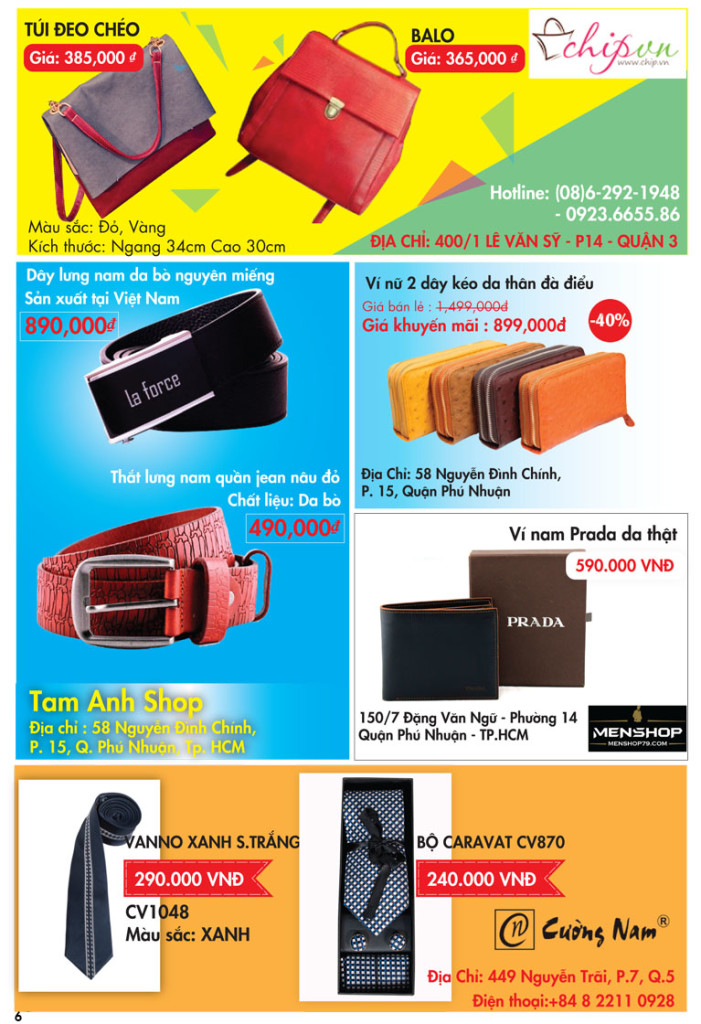 TÚI ĐEO CHÉO
Giá: 385,000 đ
BALO
Giá: 365,000 đ
chip.vn
www.chip.vn
Màu sắc: Đỏ, Vàng
Kích thước: Ngang 34cm Cao 30cm
Hotline: (08)6-292-1948
- 0923.6655.86
ĐỊA CHỈ: 400/1 LÊ VĂN SỸ - P14 - QUẬN 3
Dây lưng nam da bò nguyên miếng
Sản xuất tại Việt Nam
890,000đ
la force
Thắt lưng nam quần jean nâu đỏ
Chất liệu: Da bò
490,000đ
Tam Anh Shop
Địa chỉ : 58 Nguyễn Đình Chính,
P. 15, Q. Phú Nhuận, Tp. HCM
Ví nữ 2 dây kéo da thân đà điểu
Giá bán lẻ : 1,499,000đ
Giá khuyến mãi : 899,000đ
-40%
Địa Chỉ: 58 Nguyễn Đình Chính,
P. 15, Quận Phú Nhuận
Ví nam Prada da thật
590.000 VNĐ
PRADA
150/7 Đặng Văn Ngữ - Phường 14
Quận Phú Nhuận - TP.HCM
MENSHOP
MENSHOP79.COM
VANNO XANH S.TRẮNG
290.000 VNĐ
CV1048
Màu sắc: XANH
BỘ CARAVAT CV870
240.000 VNĐ
Cường Nam®
Địa Chỉ: 449 Nguyễn Trãi, P.7, Q.5
Điện thoại:+84 8 2211 0928
6